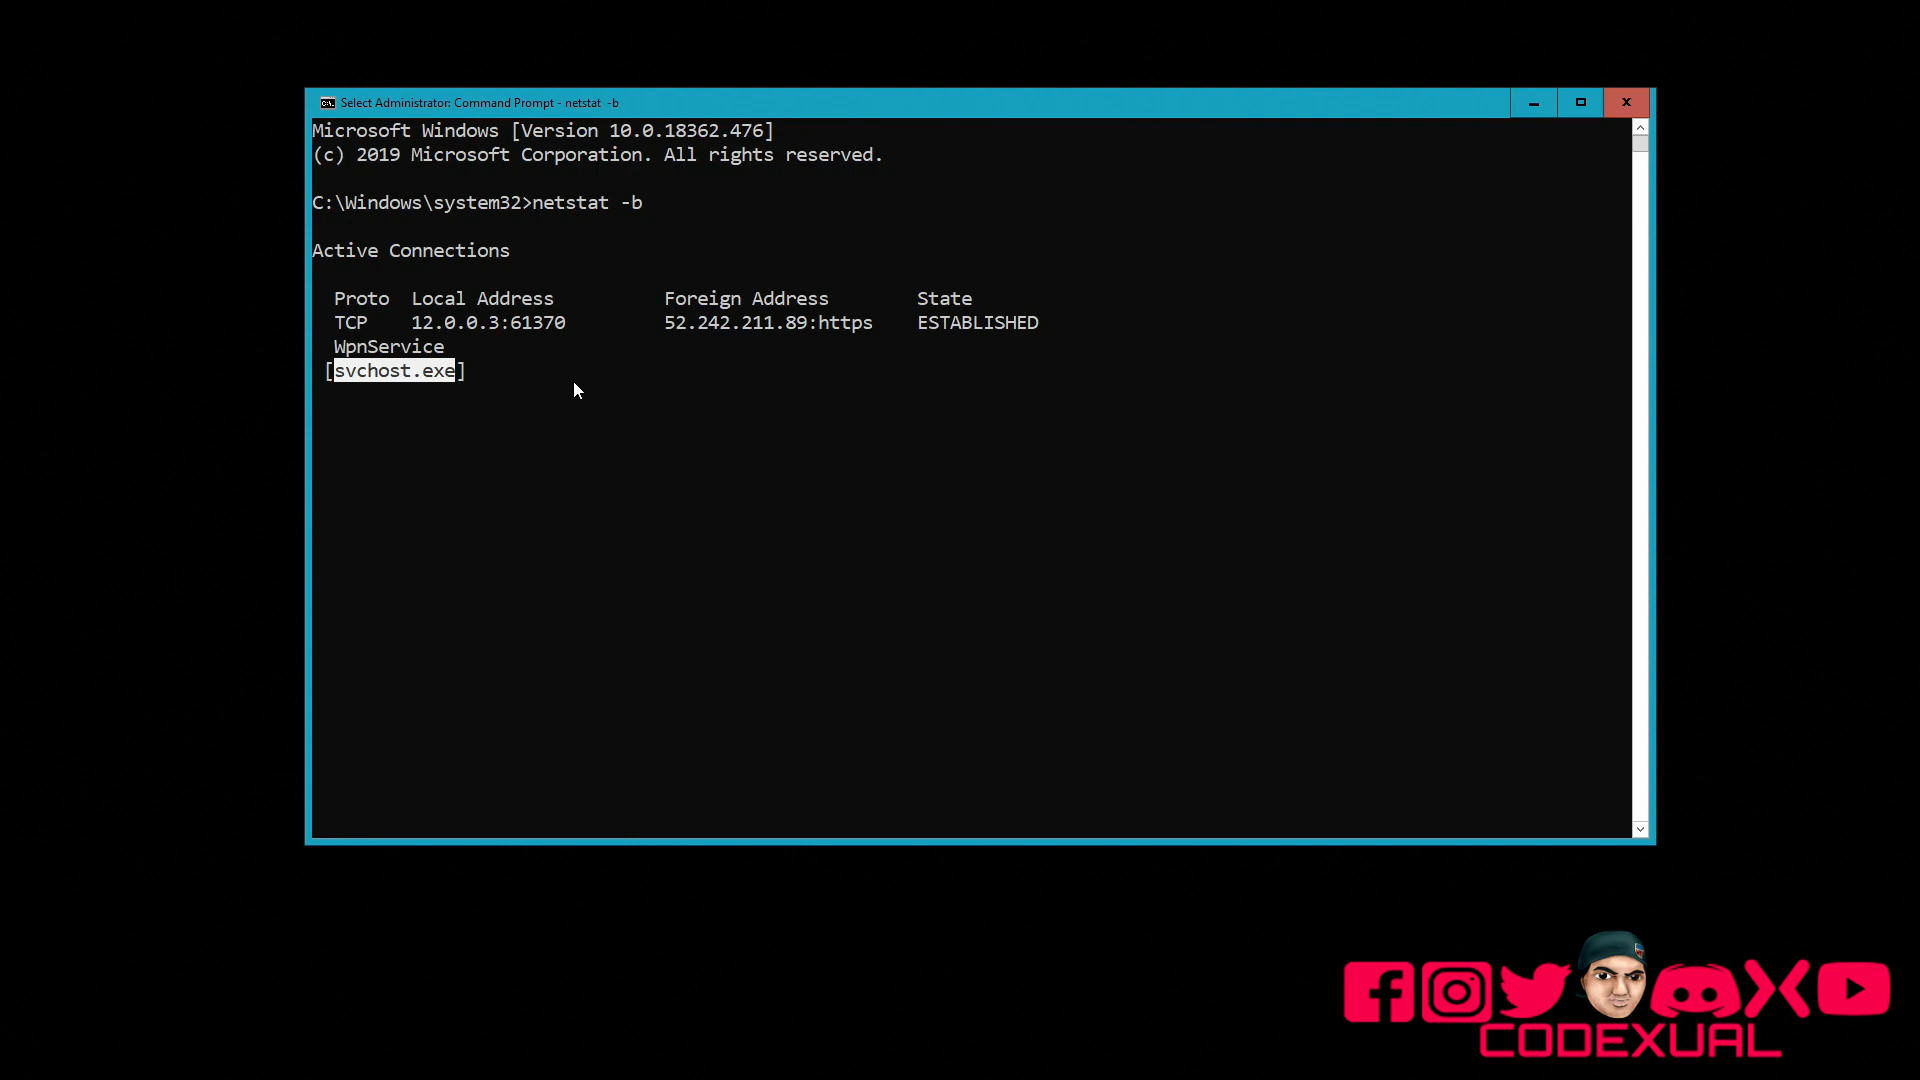 Select Administrator: Command Prompt - netstat -b
Microsoft Windows [Version 10.0.18362.476]
(c) 2019 Microsoft Corporation. All rights reserved.
C:\Windows\system32>netstat -b
Active Connections
Proto Local Address Foreign Address State
TCP 12.0.0.3:61370 52.242.211.89:https ESTABLISHED
WpnService
[svchost.exe]
CODEXUAL